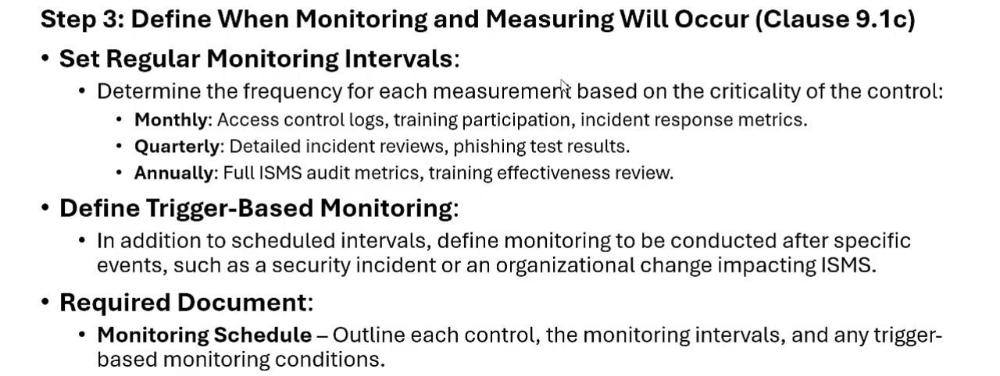 Step 3: Define When Monitoring and Measuring Will Occur (Clause 9.1c)
• Set Regular Monitoring Intervals:
• Determine the frequency for each measurement based on the criticality of the control:
• Monthly: Access control logs, training participation, incident response metrics.
• Quarterly: Detailed incident reviews, phishing test results.
• Annually: Full ISMS audit metrics, training effectiveness review.
• Define Trigger-Based Monitoring:
• In addition to scheduled intervals, define monitoring to be conducted after specific
events, such as a security incident or an organizational change impacting ISMS.
• Required Document:
• Monitoring Schedule – Outline each control, the monitoring intervals, and any trigger-
based monitoring conditions.